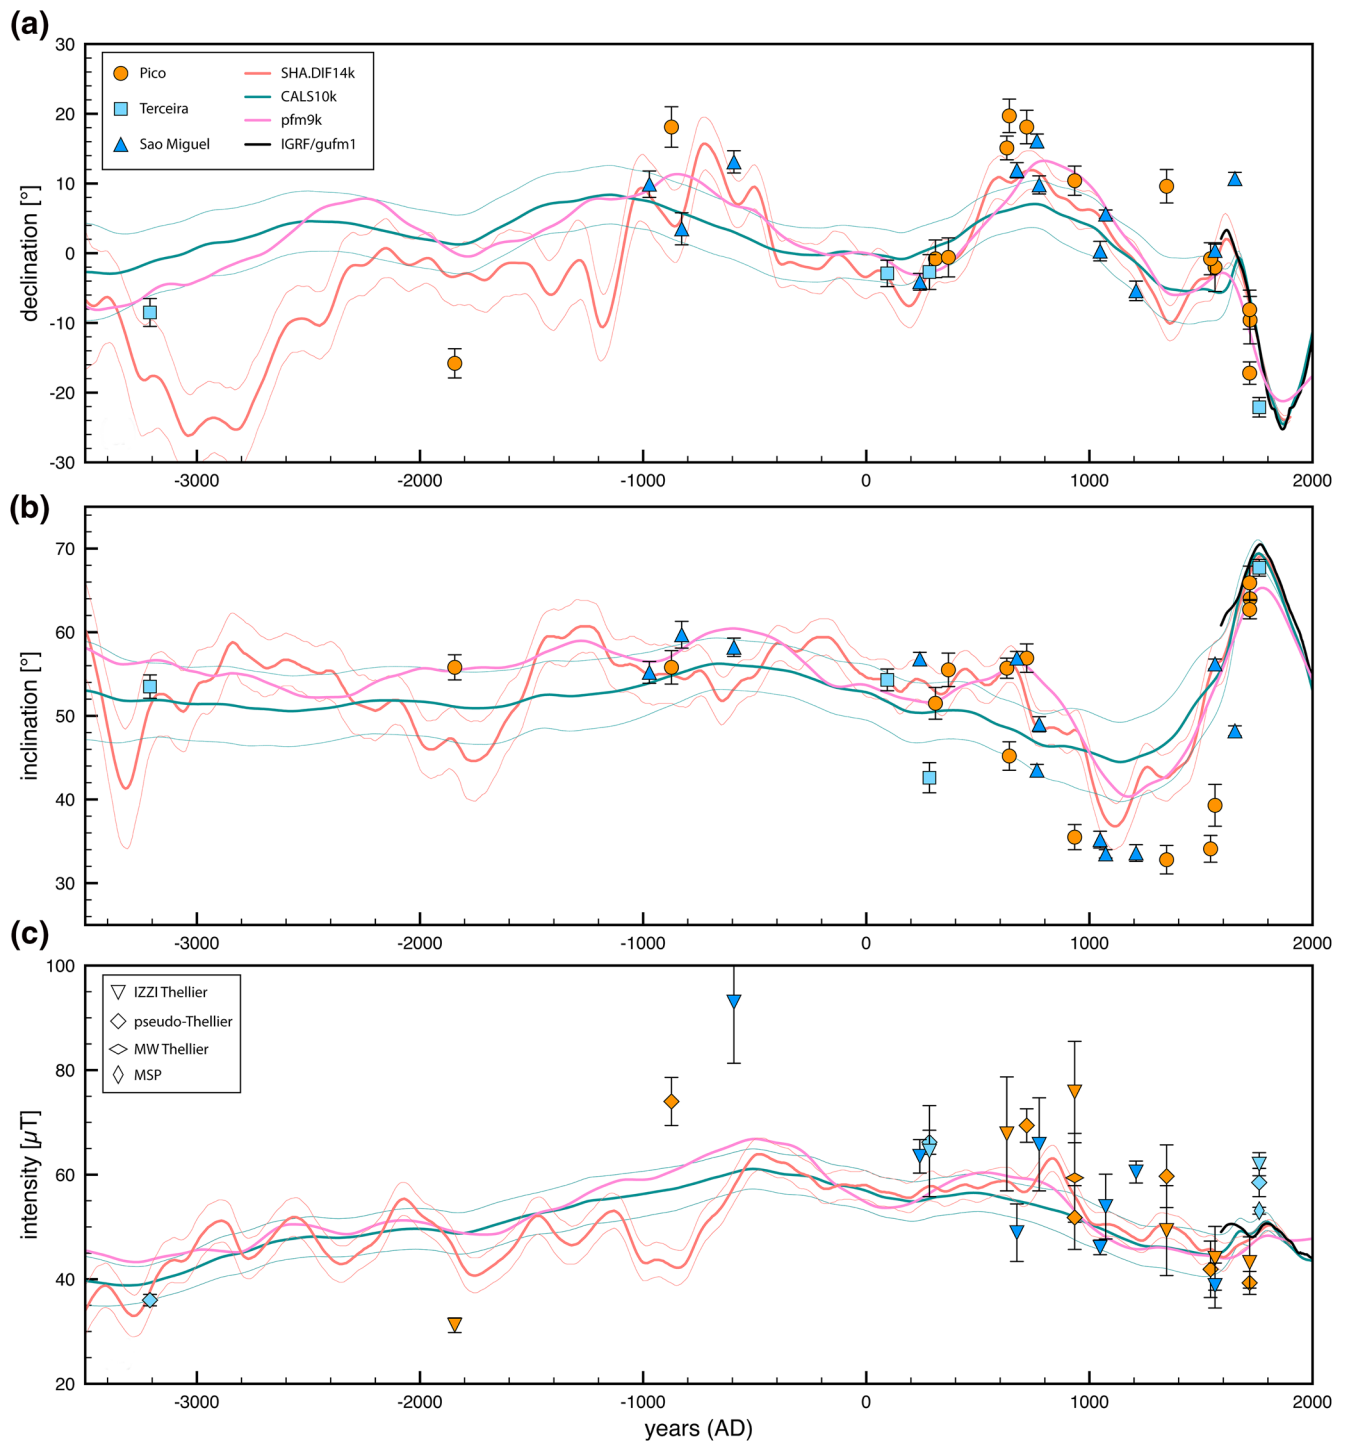 (a)
30
20
10
0
-10
-20
-30
declination [°]
Pico
Terceira
Sao Miguel
SHA.DIF14k
CALS10k
pfm9k
IGRF/gufm1
-3000 -2000 -1000 0 1000 2000
(b)
70
60
50
40
30
inclination [°]
-3000 -2000 -1000 0 1000 2000
(c)
100
80
60
40
20
intensity [µT]
IZZI Thellier
pseudo-Thellier
MW Thellier
MSP
-3000 -2000 -1000 0 1000 2000
years (AD)